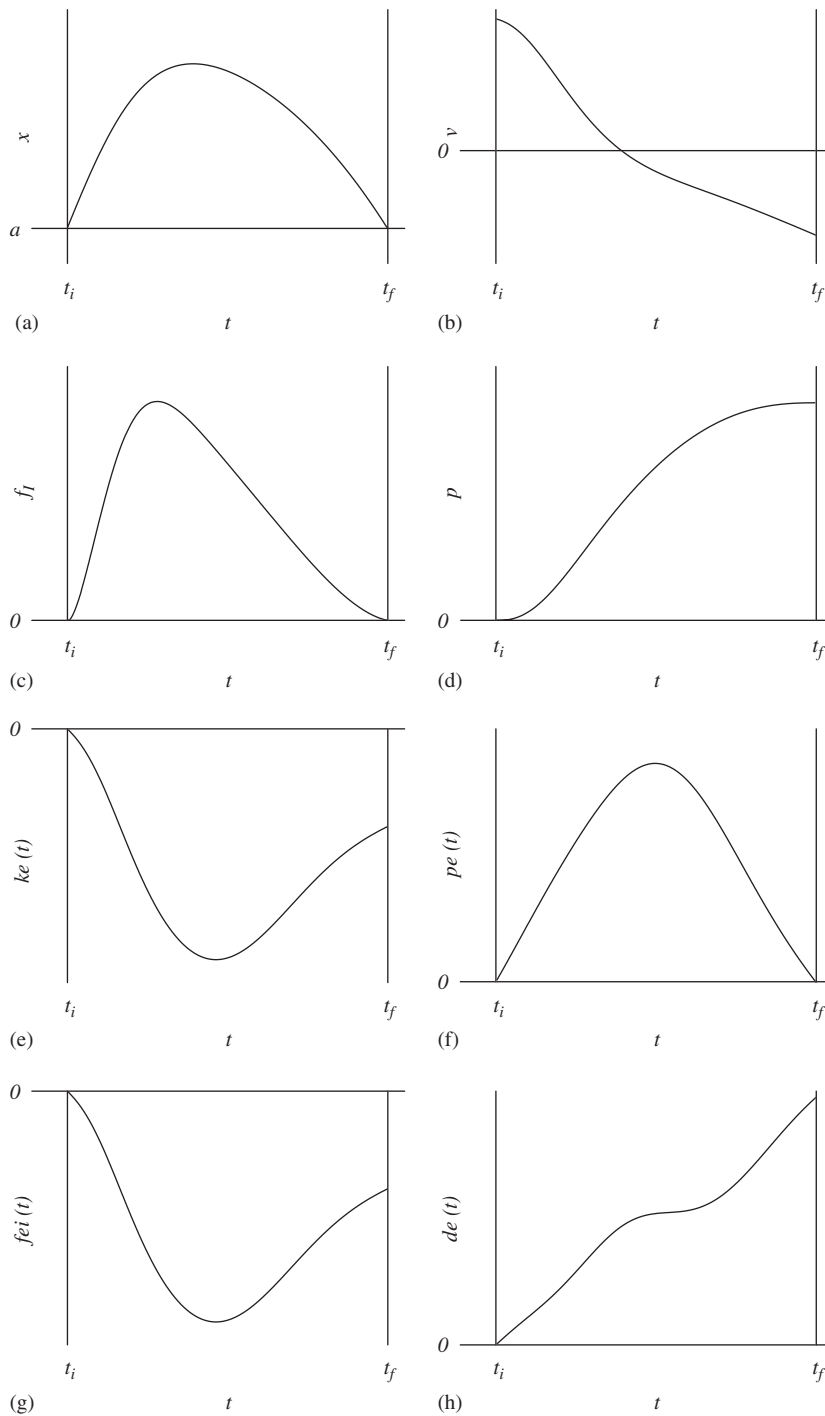 x
a
t_i
t_f
(a)
t
v
0
t_i
t_f
(b)
t
f_I
0
t_i
t_f
(c)
t
p
0
t_i
t_f
(d)
t
0
ke (t)
t_i
t_f
(e)
t
pe (t)
0
t_i
t_f
(f)
t
0
fei (t)
t_i
t_f
(g)
t
de (t)
0
t_i
t_f
(h)
t